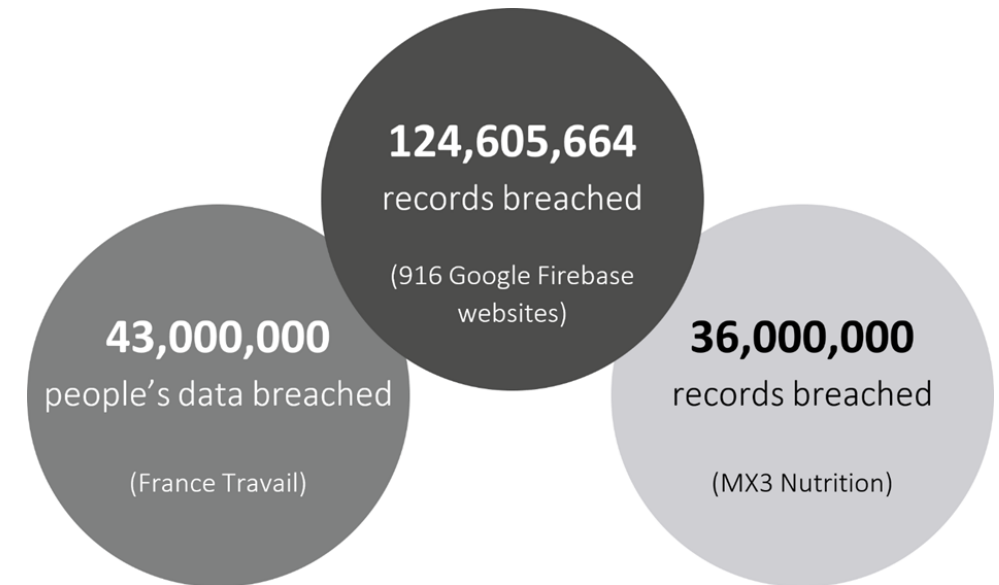 124,605,664
records breached
(916 Google Firebase
websites)
43,000,000
people’s data breached
(France Travail)
36,000,000
records breached
(MX3 Nutrition)